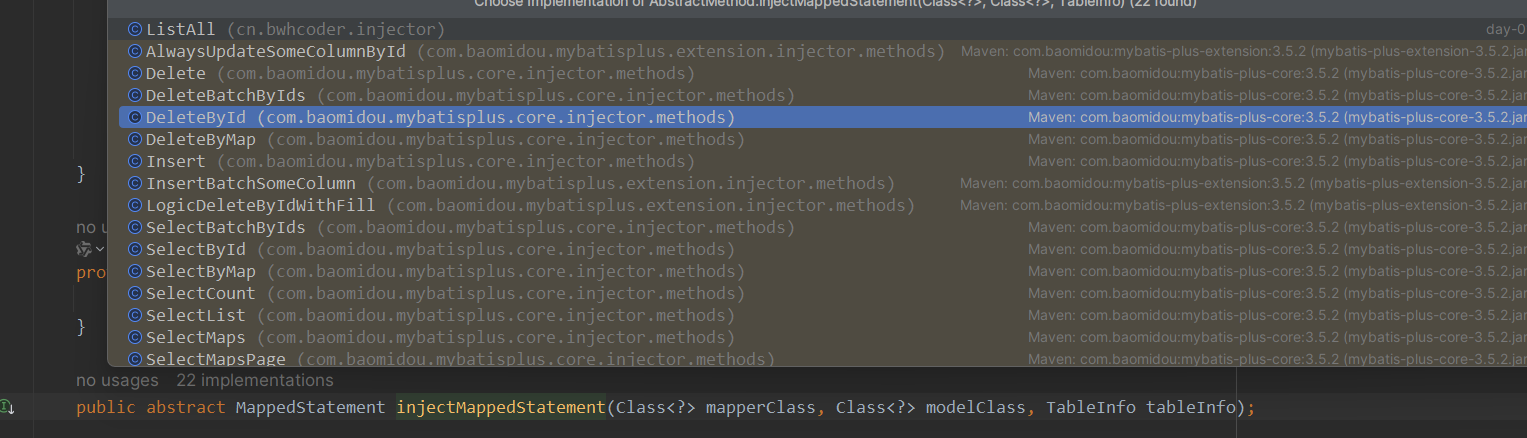 Choose Implementation of AbstractMethod.injectMappedStatement(Class<?>, Class<?>, TableInfo) (22 found)
ListAll (cn.bwhcoder.injector) day-0
AlwaysUpdateSomeColumnById (com.baomidou.mybatisplus.extension.injector.methods) Maven: com.baomidou:mybatis-plus-extension:3.5.2 (mybatis-plus-extension-3.5.2.jar
Delete (com.baomidou.mybatisplus.core.injector.methods) Maven: com.baomidou:mybatis-plus-core:3.5.2 (mybatis-plus-core-3.5.2.jar
DeleteBatchByIds (com.baomidou.mybatisplus.core.injector.methods) Maven: com.baomidou:mybatis-plus-core:3.5.2 (mybatis-plus-core-3.5.2.jar
DeleteById (com.baomidou.mybatisplus.core.injector.methods) Maven: com.baomidou:mybatis-plus-core:3.5.2 (mybatis-plus-core-3.5.2.jar
DeleteByMap (com.baomidou.mybatisplus.core.injector.methods) Maven: com.baomidou:mybatis-plus-core:3.5.2 (mybatis-plus-core-3.5.2.jar
}
Insert (com.baomidou.mybatisplus.core.injector.methods) Maven: com.baomidou:mybatis-plus-core:3.5.2 (mybatis-plus-core-3.5.2.jar
InsertBatchSomeColumn (com.baomidou.mybatisplus.extension.injector.methods) Maven: com.baomidou:mybatis-plus-extension:3.5.2 (mybatis-plus-extension-3.5.2.jar
LogicDeleteByIdWithFill (com.baomidou.mybatisplus.extension.injector.methods) Maven: com.baomidou:mybatis-plus-extension:3.5.2 (mybatis-plus-extension-3.5.2.jar
no u
SelectBatchByIds (com.baomidou.mybatisplus.core.injector.methods) Maven: com.baomidou:mybatis-plus-core:3.5.2 (mybatis-plus-core-3.5.2.jar
SelectById (com.baomidou.mybatisplus.core.injector.methods) Maven: com.baomidou:mybatis-plus-core:3.5.2 (mybatis-plus-core-3.5.2.jar
pro
SelectByMap (com.baomidou.mybatisplus.core.injector.methods) Maven: com.baomidou:mybatis-plus-core:3.5.2 (mybatis-plus-core-3.5.2.jar
SelectCount (com.baomidou.mybatisplus.core.injector.methods) Maven: com.baomidou:mybatis-plus-core:3.5.2 (mybatis-plus-core-3.5.2.jar
SelectList (com.baomidou.mybatisplus.core.injector.methods) Maven: com.baomidou:mybatis-plus-core:3.5.2 (mybatis-plus-core-3.5.2.jar
}
SelectMaps (com.baomidou.mybatisplus.core.injector.methods) Maven: com.baomidou:mybatis-plus-core:3.5.2 (mybatis-plus-core-3.5.2.jar
SelectMapsPage (com.baomidou.mybatisplus.core.injector.methods) Maven: com.baomidou:mybatis-plus-core:3.5.2 (mybatis-plus-core-3.5.2.jar
no usages 22 implementations
public abstract MappedStatement injectMappedStatement(Class<?> mapperClass, Class<?> modelClass, TableInfo tableInfo);